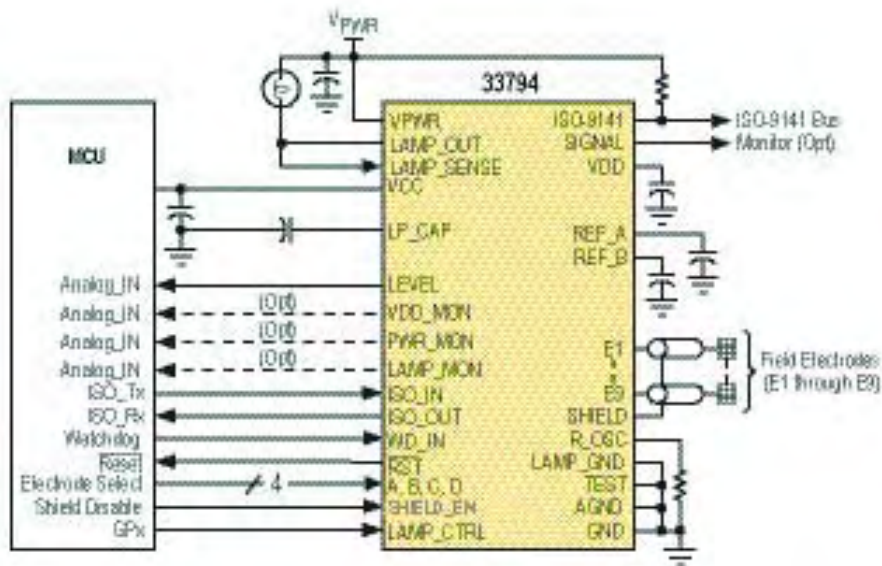 VPWR
33794
MCU
VPWR
LAMP_OUT
LAMP_SENSE
VCC
LP_CAP
LEVEL
VDD_MON
PWR_MON
LAMP_MON
ISO_IN
ISO_OUT
WD_IN
RST
A, B, C, D
SHIELD_EN
LAMP_CTRL
ISO-9141
SIGNAL
VDD
REF_A
REF_B
E1
E9
SHIELD
R_OSC
LAMP_GND
TEST
AGND
GND
ISO-9141 Bus
Monitor (Opt)
Field Electrodes
(E1 through E9)
Analog_IN
Analog_IN
Analog_IN
Analog_IN
ISO_Tx
ISO_Rx
Watchdog
Reset
Electrode Select
Shield Disable
GPx
(Opt)
(Opt)
(Opt)
4